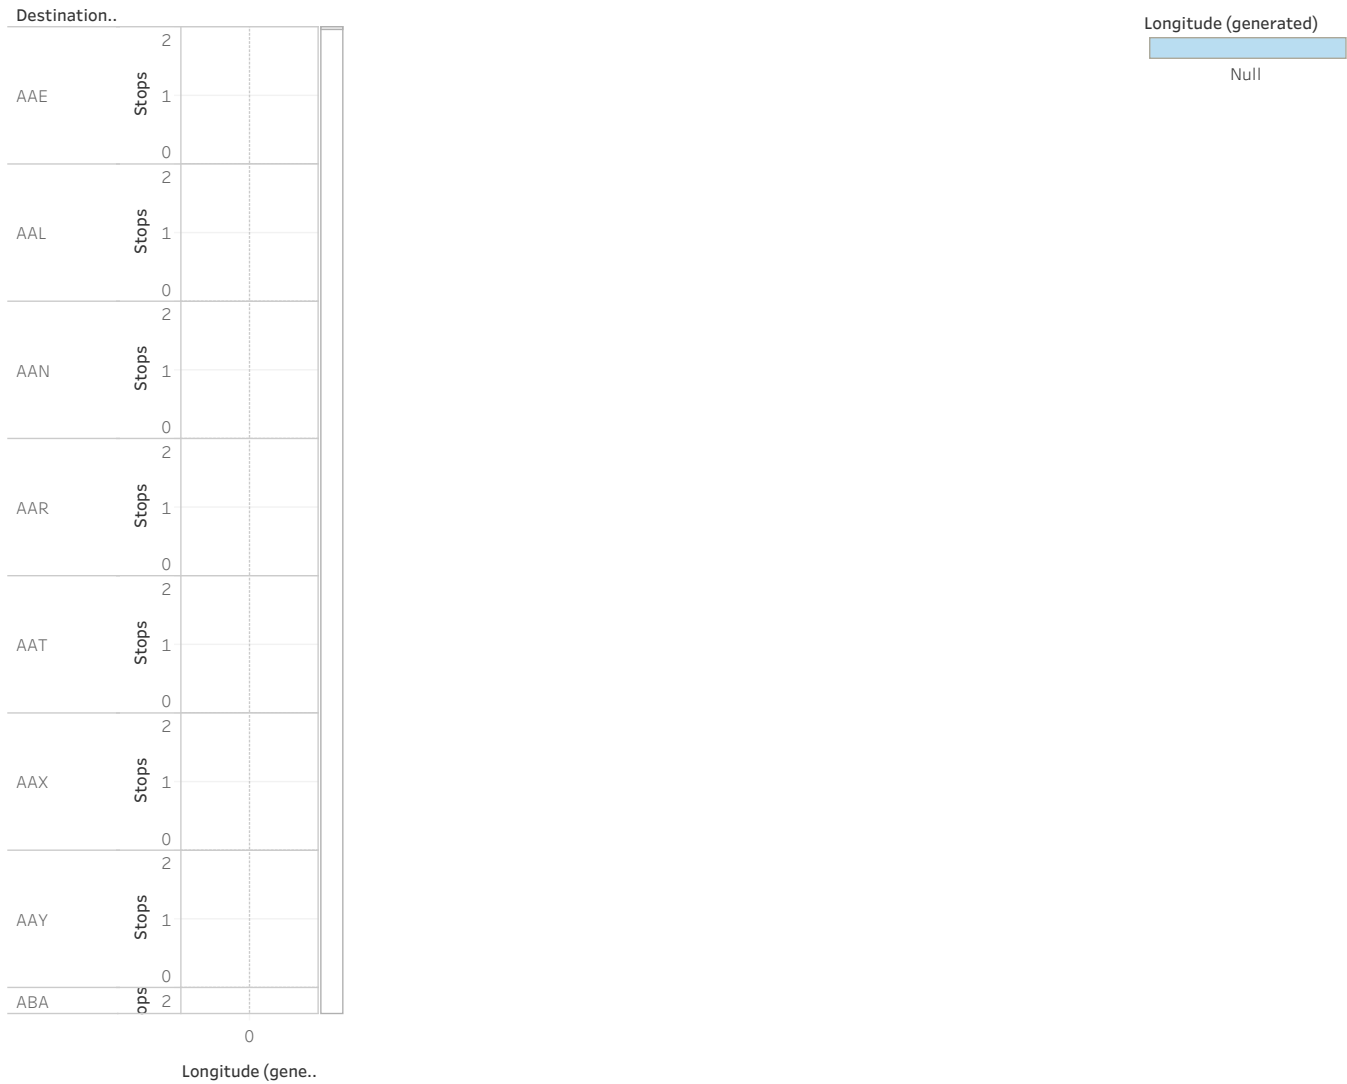 Destination..
Longitude (generated)
Null
AAE
Stops
2
1
0
AAL
Stops
2
1
0
AAN
Stops
2
1
0
AAR
Stops
2
1
0
AAT
Stops
2
1
0
AAX
Stops
2
1
0
AAY
Stops
2
1
0
ABA
ops
2
0
Longitude (gene..